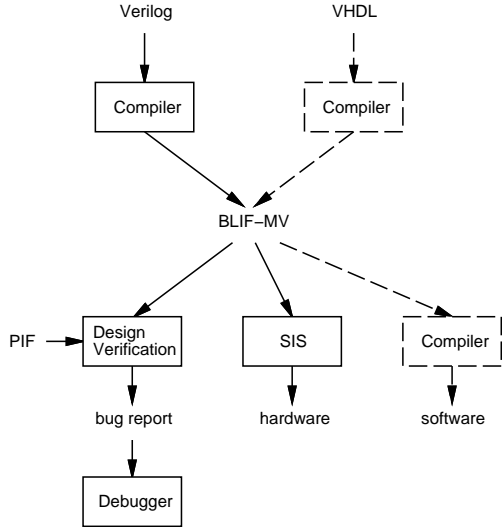 Verilog
VHDL
Compiler
Compiler
BLIF–MV
PIF
Design
Verification
SIS
Compiler
bug report
hardware
software
Debugger